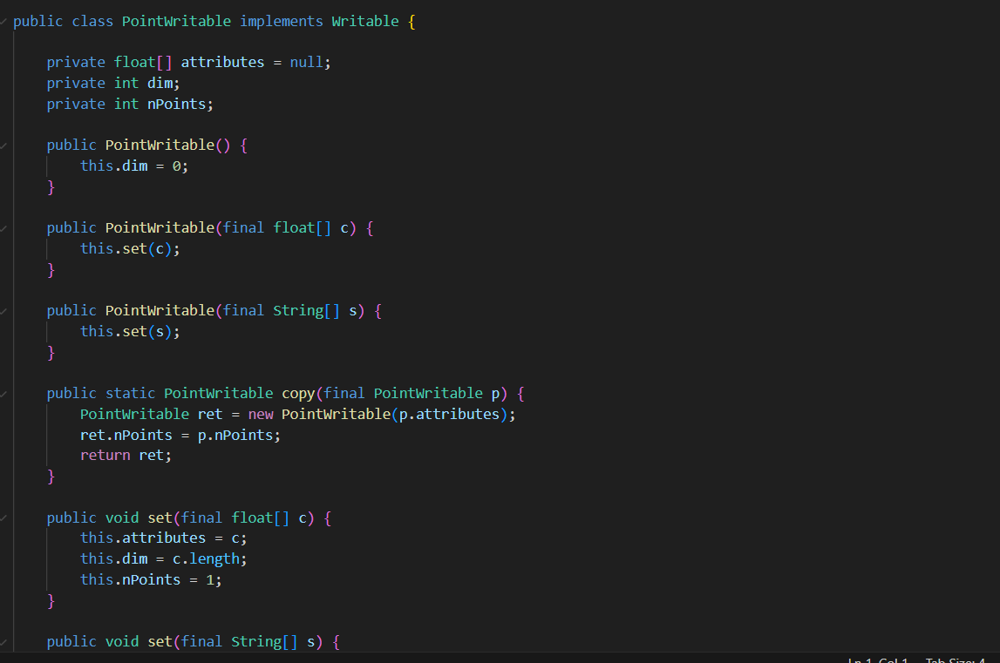 public class PointWritable implements Writable {
private float[] attributes = null;
private int dim;
private int nPoints;
public PointWritable() {
this.dim = 0;
}
public PointWritable(final float[] c) {
this.set(c);
}
public PointWritable(final String[] s) {
this.set(s);
}
public static PointWritable copy(final PointWritable p) {
PointWritable ret = new PointWritable(p.attributes);
ret.nPoints = p.nPoints;
return ret;
}
public void set(final float[] c) {
this.attributes = c;
this.dim = c.length;
this.nPoints = 1;
}
public void set(final String[] s) {
Ln 1, Col 1 Tab Size: 4